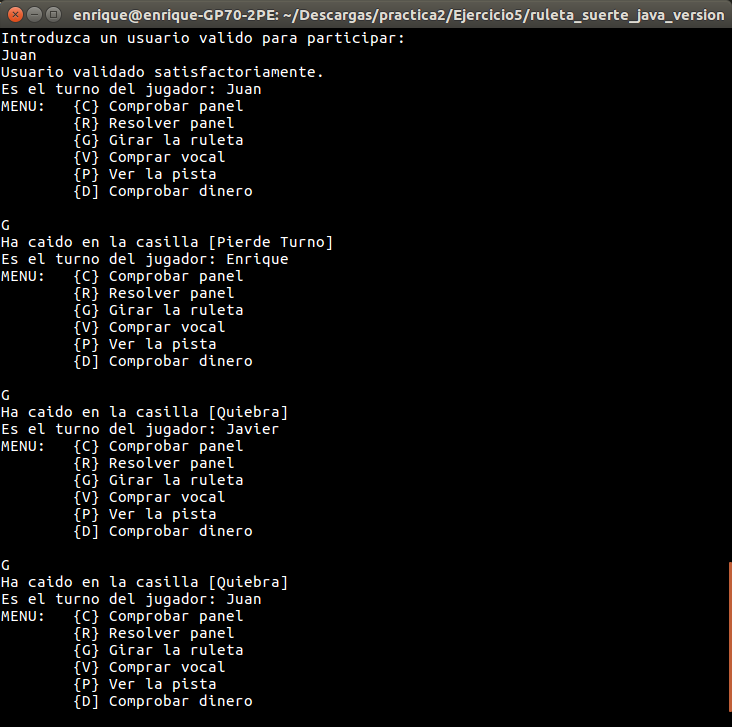 enrique@enrique-GP70-2PE: ~/Descargas/practica2/Ejercicio5/ruleta_suerte_java_version
Introduzca un usuario valido para participar:
Juan
Usuario validado satisfactoriamente.
Es el turno del jugador: Juan
MENU:   {C} Comprobar panel
        {R} Resolver panel
        {G} Girar la ruleta
        {V} Comprar vocal
        {P} Ver la pista
        {D] Comprobar dinero
G
Ha caido en la casilla [Pierde Turno]
Es el turno del jugador: Enrique
MENU:   {C} Comprobar panel
        {R} Resolver panel
        {G} Girar la ruleta
        {V} Comprar vocal
        {P} Ver la pista
        {D] Comprobar dinero
G
Ha caido en la casilla [Quiebra]
Es el turno del jugador: Javier
MENU:   {C} Comprobar panel
        {R} Resolver panel
        {G} Girar la ruleta
        {V} Comprar vocal
        {P} Ver la pista
        {D] Comprobar dinero
G
Ha caido en la casilla [Quiebra]
Es el turno del jugador: Juan
MENU:   {C} Comprobar panel
        {R} Resolver panel
        {G} Girar la ruleta
        {V} Comprar vocal
        {P} Ver la pista
        {D] Comprobar dinero